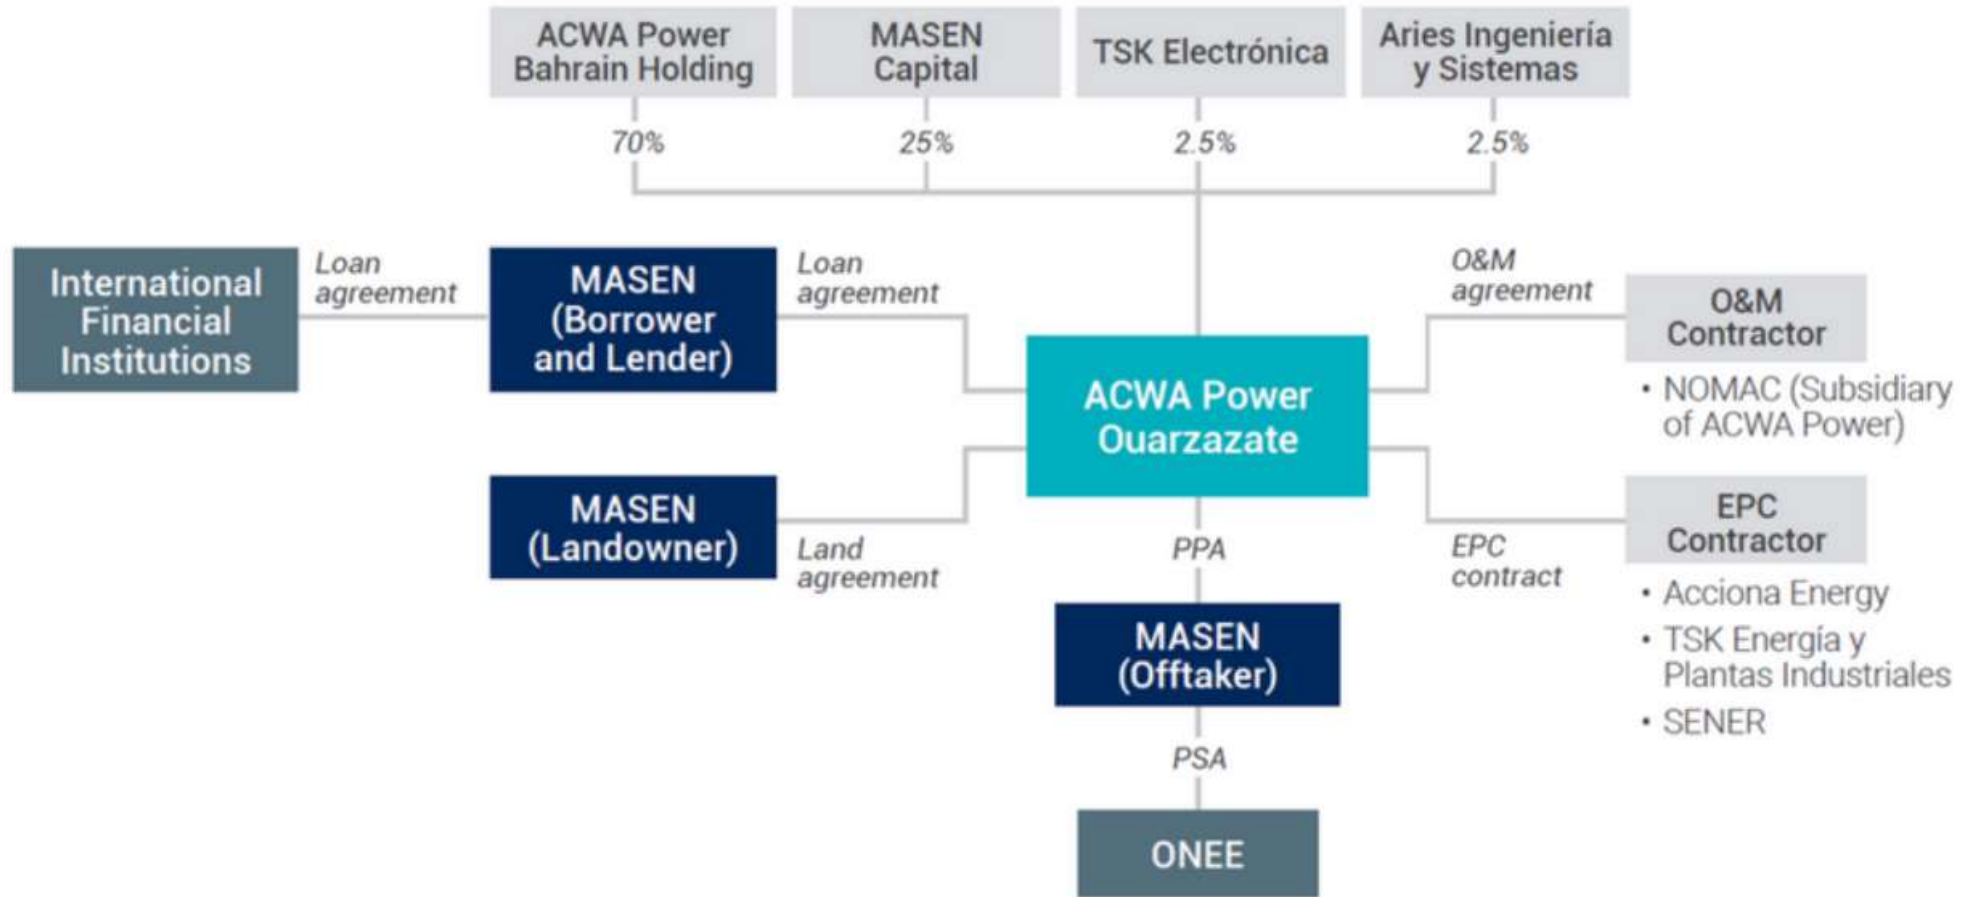 ACWA Power
Bahrain Holding
MASEN
Capital
TSK Electrónica
Aries Ingeniería
y Sistemas
70%
25%
2.5%
2.5%
International
Financial
Institutions
Loan
agreement
MASEN
(Borrower
and Lender)
Loan
agreement
ACWA Power
Ouarzazate
O&M
agreement
O&M
Contractor
• NOMAC (Subsidiary
of ACWA Power)
MASEN
(Landowner)
Land
agreement
PPA
EPC
contract
EPC
Contractor
• Acciona Energy
• TSK Energía y
Plantas Industriales
• SENER
MASEN
(Offtaker)
PSA
ONEE